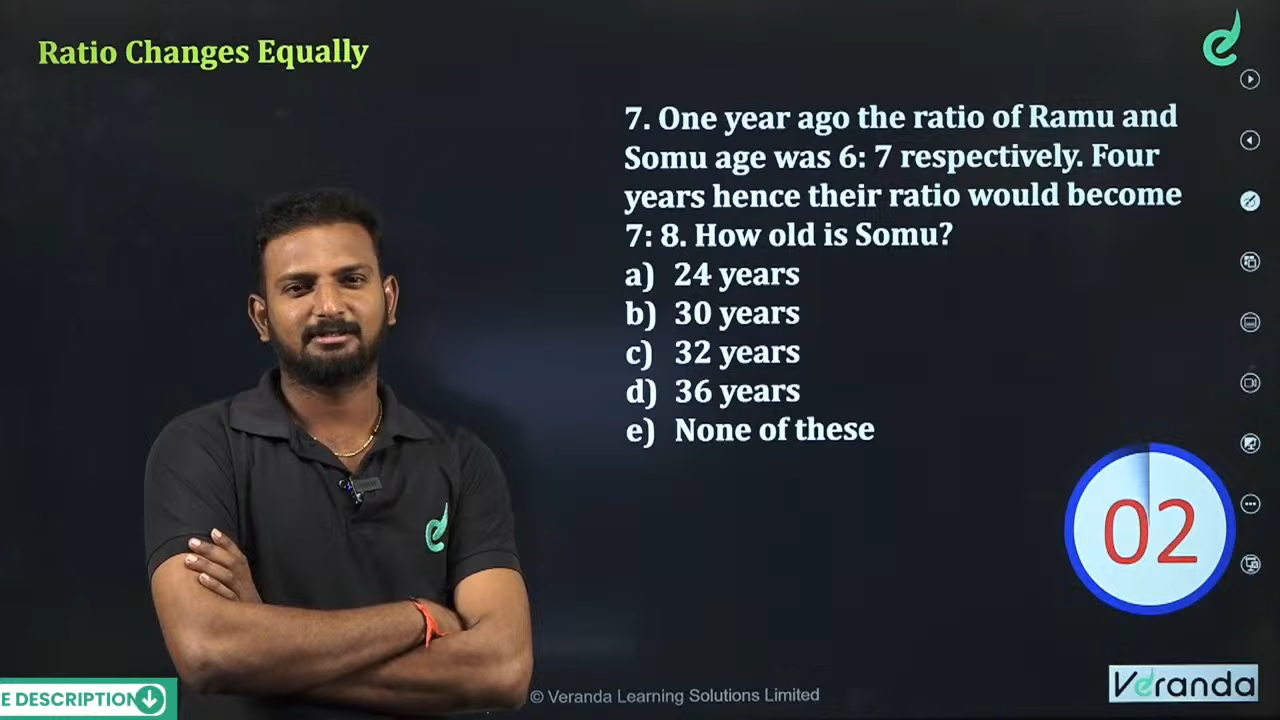 Ratio Changes Equally
7. One year ago the ratio of Ramu and
Somu age was 6: 7 respectively. Four
years hence their ratio would become
7: 8. How old is Somu?
a) 24 years
b) 30 years
c) 32 years
d) 36 years
e) None of these
02
E DESCRIPTION
© Veranda Learning Solutions Limited
Veranda